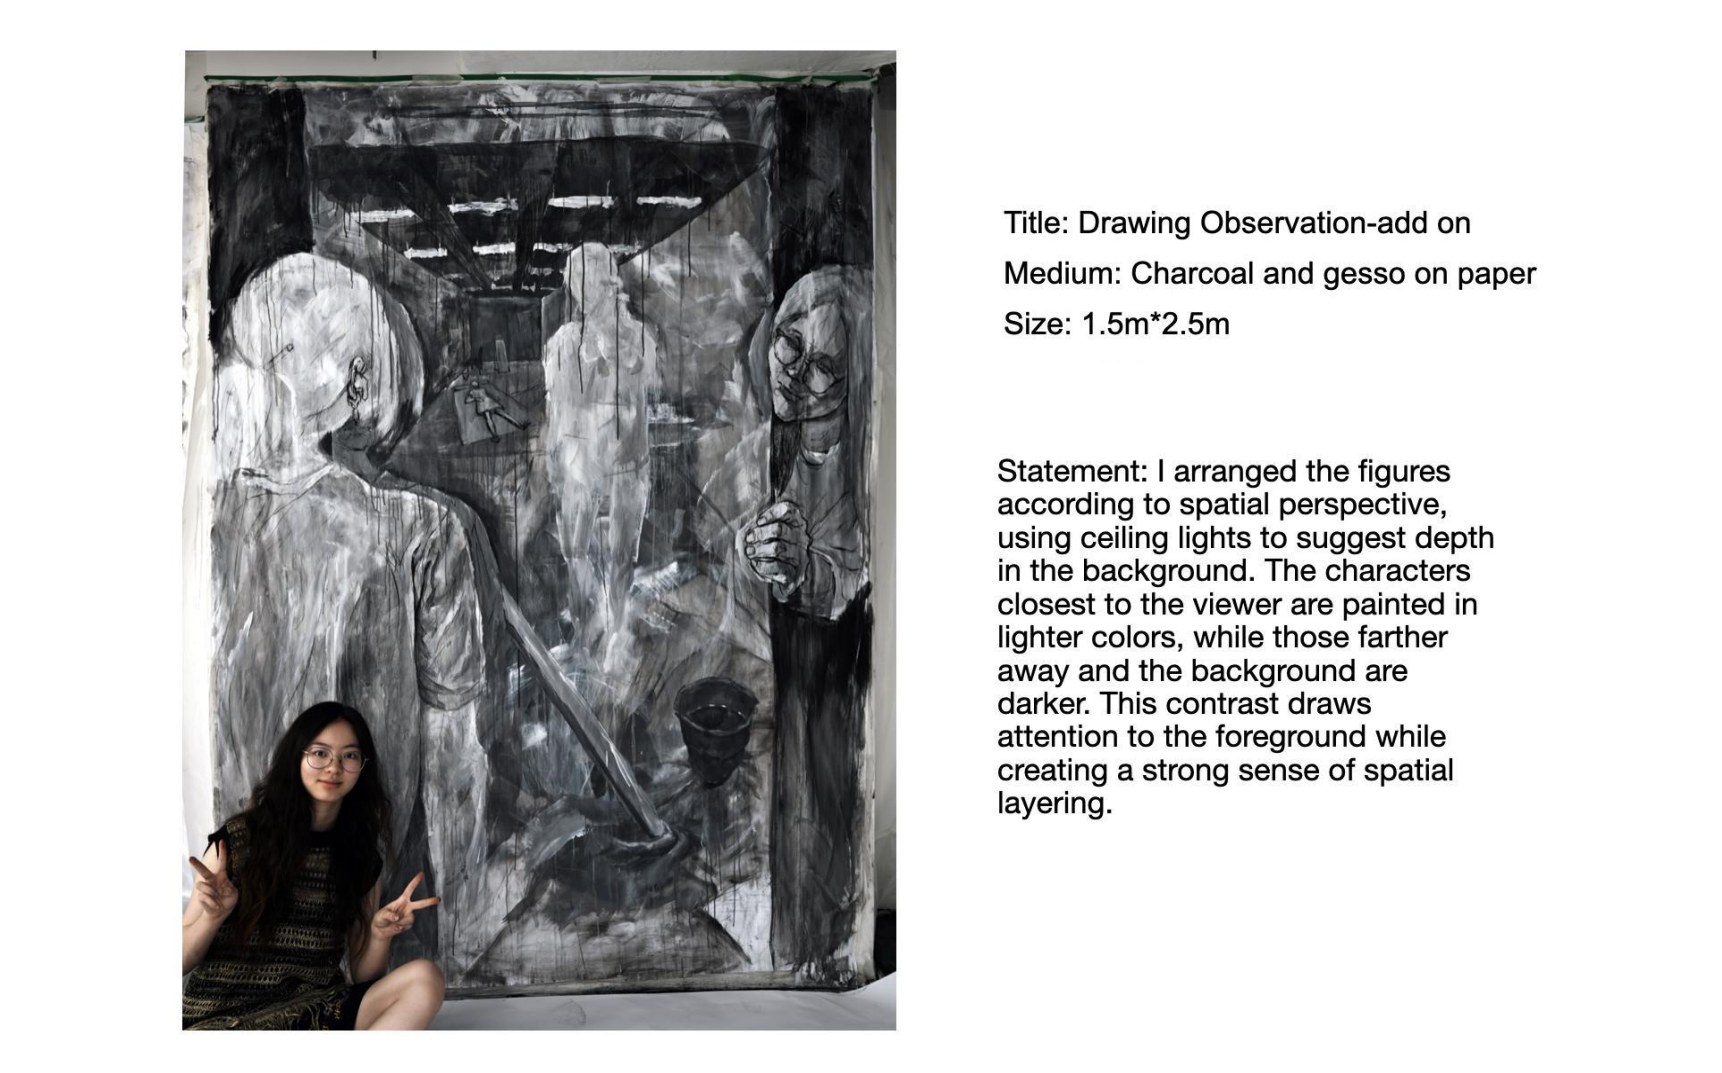 Title: Drawing Observation-add on
Medium: Charcoal and gesso on paper
Size: 1.5m*2.5m
Statement: I arranged the figures
according to spatial perspective,
using ceiling lights to suggest depth
in the background. The characters
closest to the viewer are painted in
lighter colors, while those farther
away and the background are
darker. This contrast draws
attention to the foreground while
creating a strong sense of spatial
layering.